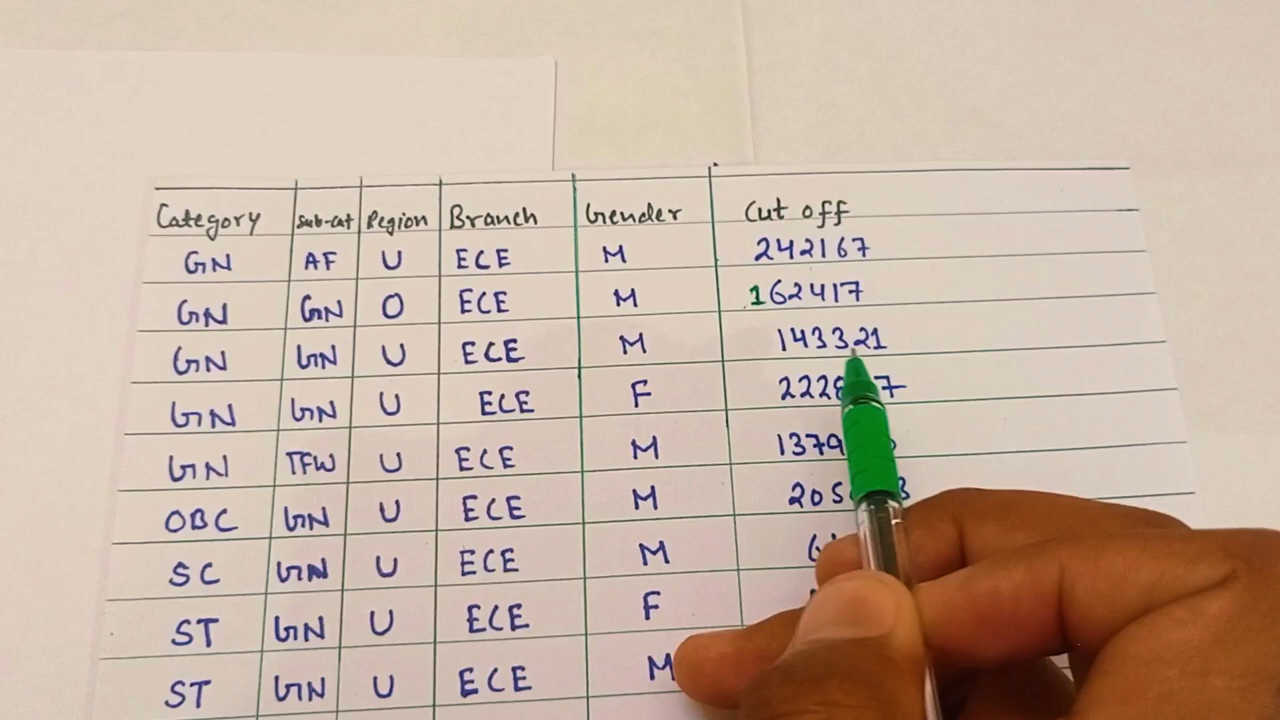 Category Sub-cat Region Branch Gender Cut off
GN AF U ECE M 242167
GN GN O ECE M 162417
GN GN U ECE M 143321
GN GN U ECE F
GN TFW U ECE M
OBC GN U ECE M
SC GN U ECE M
ST GN U ECE F
ST GN U ECE M